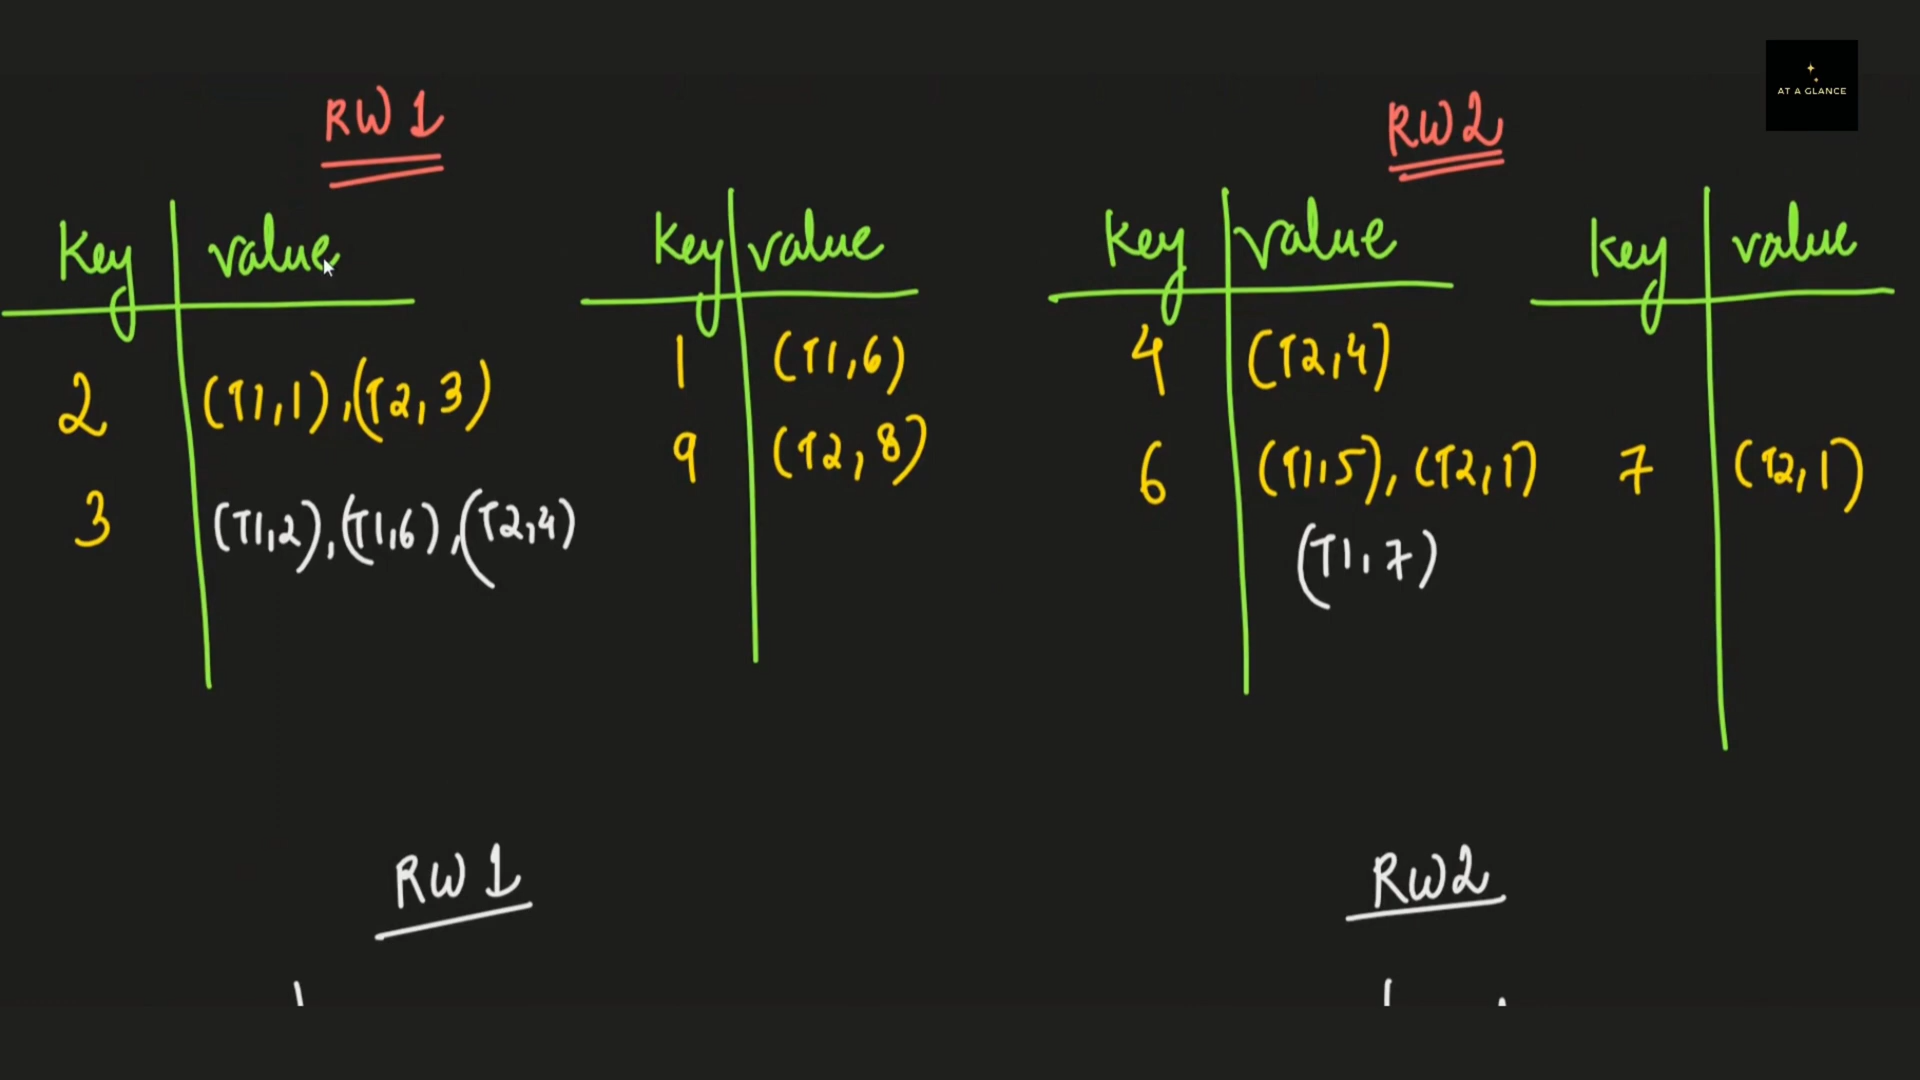 RW 1
RW2
AT A GLANCE
Key value
Key value
Key value
Key value
2 (T1,1),(T2,3)
3 (T1,2),(T1,6),(T2,4)
1 (T1,6)
9 (T2,8)
4 (T2,4)
6 (T1,5),(T2,1)
(T1,7)
7 (T2,1)
RW 1
RW2